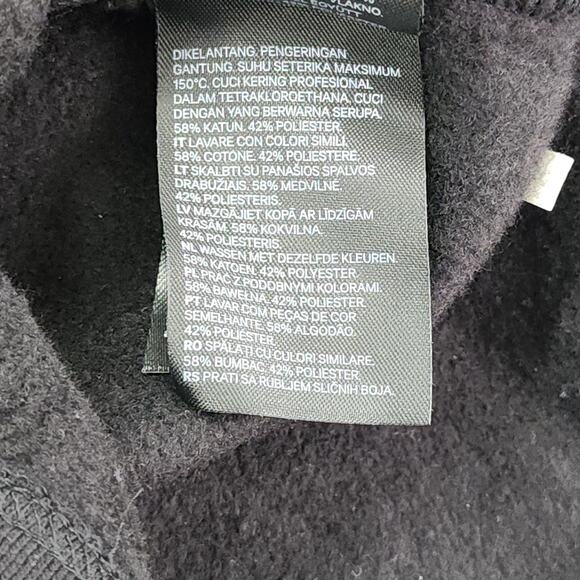 VLÁKNO.
DIKELANTANG. PENGERINGAN
GANTUNG. SUHU SETERIKA MAKSIMUM
150°C. CUCI KERING PROFESIONAL
DALAM TETRAKLOROETHANA. CUCI
DENGAN YANG BERWARNA SERUPA.
58% KATUN. 42% POLIESTER.
IT LAVARE CON COLORI SIMILI.
58% COTONE. 42% POLIESTERE.
LT SKALBTI SU PANAŠIOS SPALVOS
DRABUŽIAIS. 58% MEDVILNĖ.
42% POLIESTERIS.
LV MAZGĀJIET KOPĀ AR LĪDZĪGĀM
KRĀSĀM. 58% KOKVILNA.
42% POLIESTERIS.
NL WASSEN MET DEZELFDE KLEUREN.
58% KATOEN. 42% POLYESTER.
PL PRAĆ Z PODOBNYMI KOLORAMI.
58% BAWEŁNA. 42% POLIESTER.
PT LAVAR COM PEÇAS DE COR
SEMELHANTE. 58% ALGODÃO.
42% POLIÉSTER.
RO SPĂLAŢI CU CULORI SIMILARE.
58% BUMBAC. 42% POLIESTER.
RS PRATI SA RUBLJEM SLIČNIH BOJA.